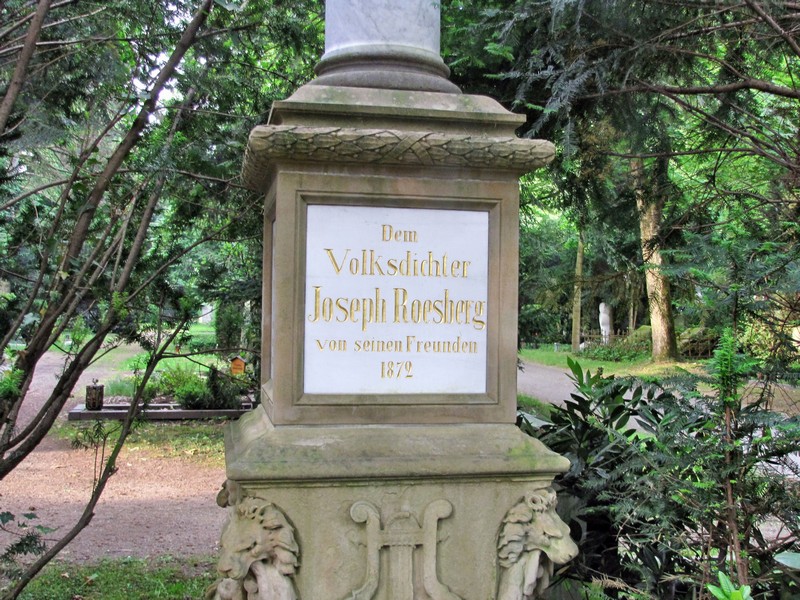 Dem
Volksdichter
Joseph Roesberg
von seinen Freunden
1872